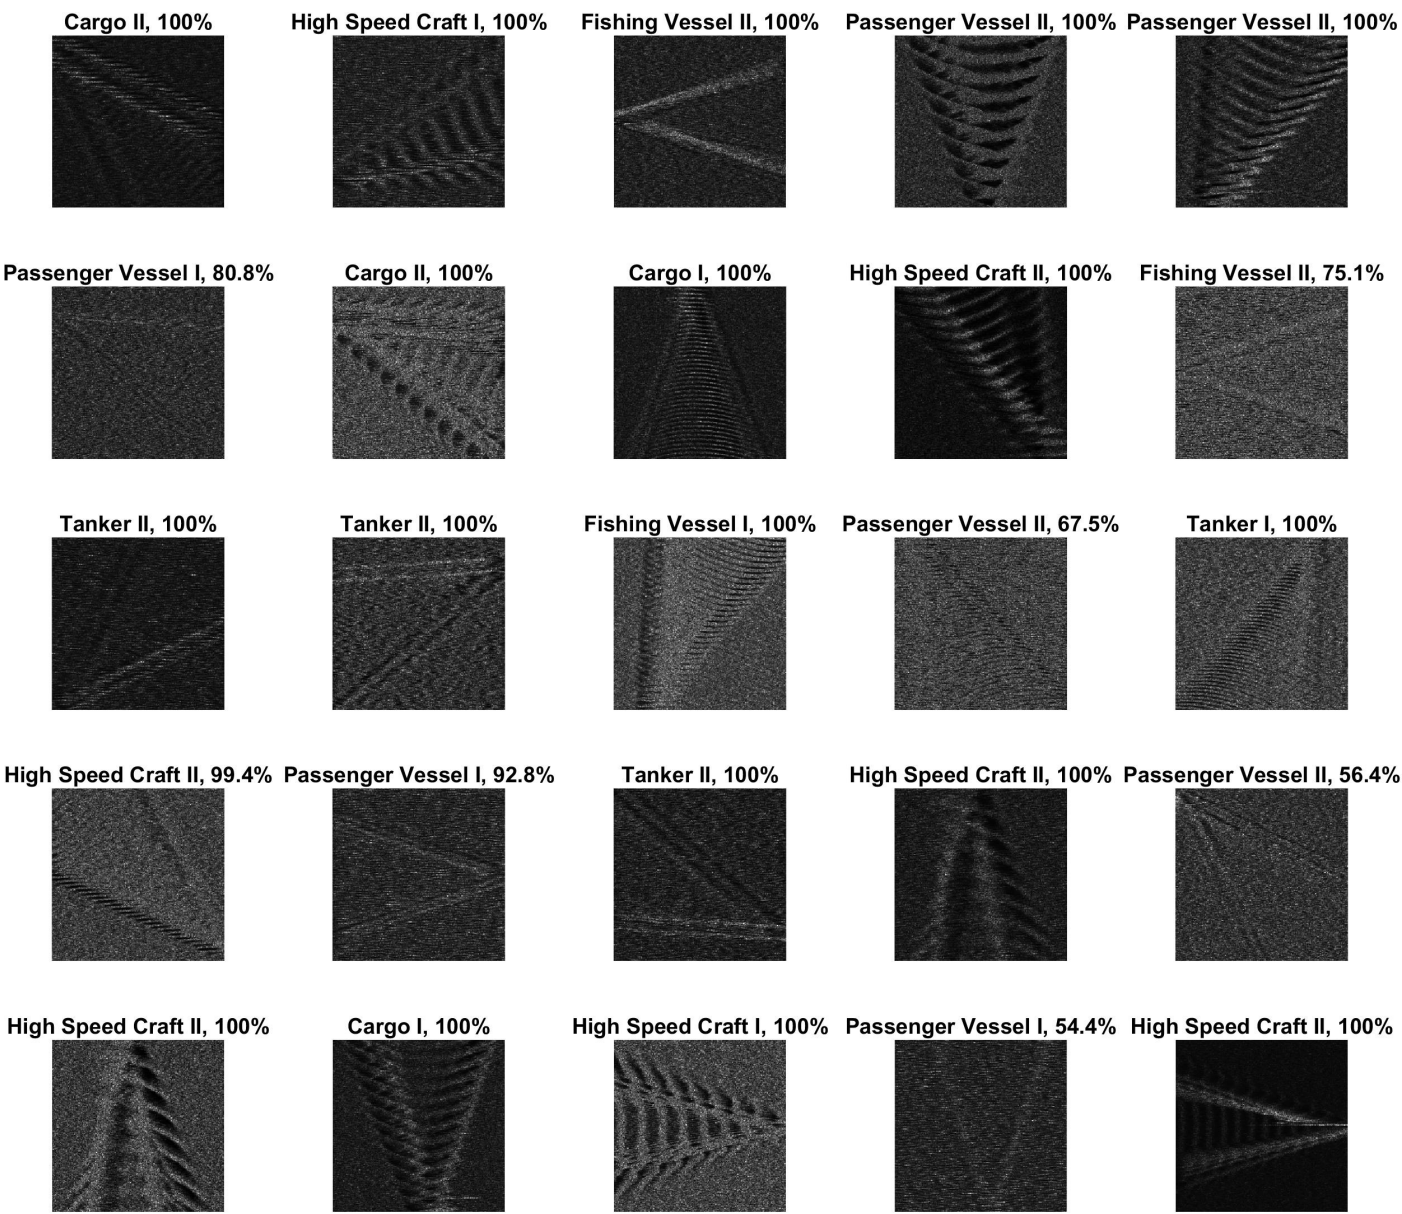 Cargo II, 100%
High Speed Craft I, 100%
Fishing Vessel II, 100%
Passenger Vessel II, 100%
Passenger Vessel II, 100%
Passenger Vessel I, 80.8%
Cargo II, 100%
Cargo I, 100%
High Speed Craft II, 100%
Fishing Vessel II, 75.1%
Tanker II, 100%
Tanker II, 100%
Fishing Vessel I, 100%
Passenger Vessel II, 67.5%
Tanker I, 100%
High Speed Craft II, 99.4%
Passenger Vessel I, 92.8%
Tanker II, 100%
High Speed Craft II, 100%
Passenger Vessel II, 56.4%
High Speed Craft II, 100%
Cargo I, 100%
High Speed Craft I, 100%
Passenger Vessel I, 54.4%
High Speed Craft II, 100%